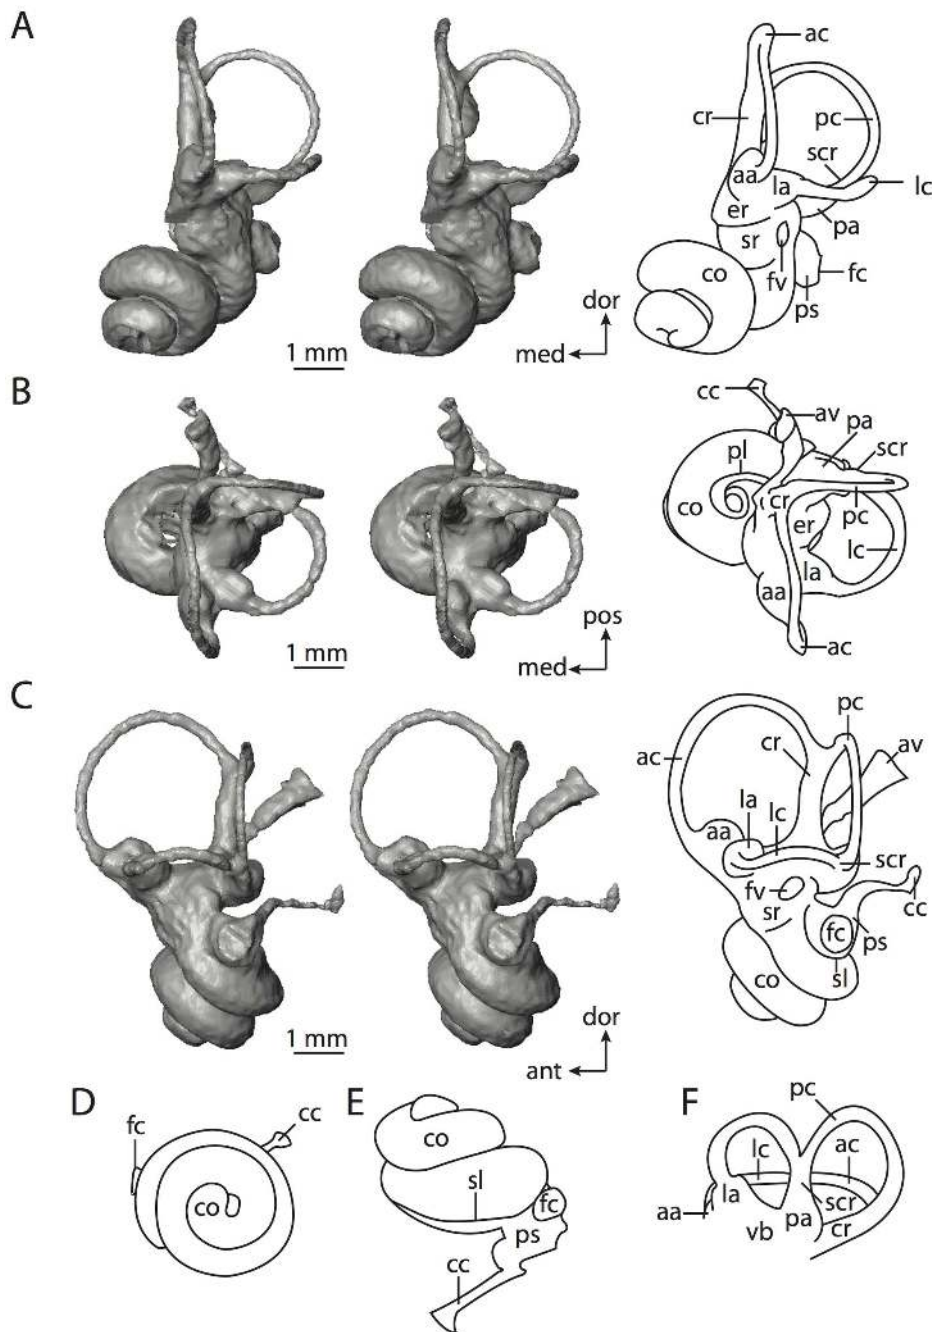 A
ac
cr
pc
scr
aa
la
lc
er
pa
sr
co
fv
fc
ps
dor
med
1 mm
B
cc
av
pa
scr
pl
co
cr
er
pc
lc
la
aa
ac
pos
med
1 mm
C
pc
av
ac
cr
la
lc
aa
scr
fv
cc
sr
fc
ps
sl
co
dor
ant
1 mm
D
fc
cc
co
E
co
sl
fc
ps
cc
F
pc
lc
ac
la
scr
aa
pa
vb
cr